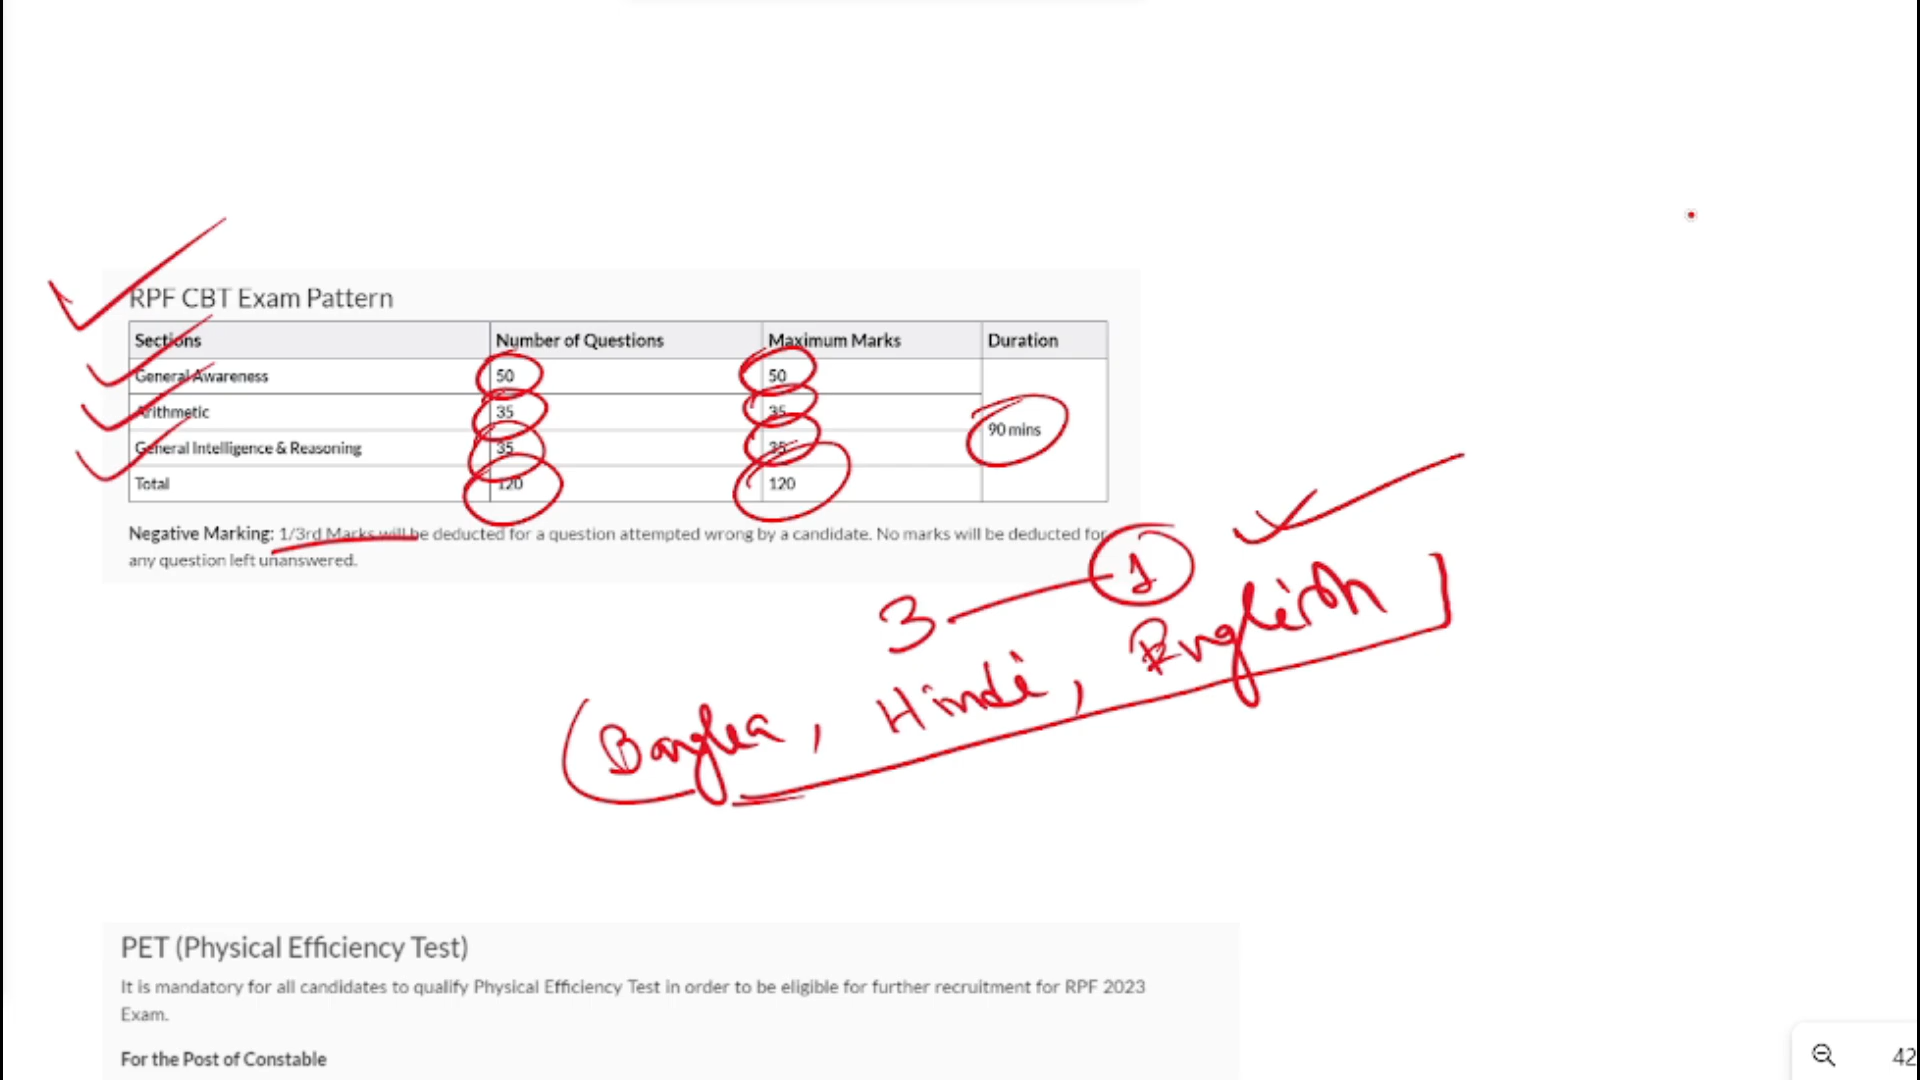 RPF CBT Exam Pattern
Sections Number of Questions Maximum Marks Duration
General Awareness 50 50
Arithmetic 35 35
90 mins
General Intelligence & Reasoning 35 35
Total 120 120
Negative Marking: 1/3rd Marks will be deducted for a question attempted wrong by a candidate. No marks will be deducted for
any question left unanswered.
3 — 1
(Bangla, Hindi, English]
PET (Physical Efficiency Test)
It is mandatory for all candidates to qualify Physical Efficiency Test in order to be eligible for further recruitment for RPF 2023
Exam.
For the Post of Constable
42